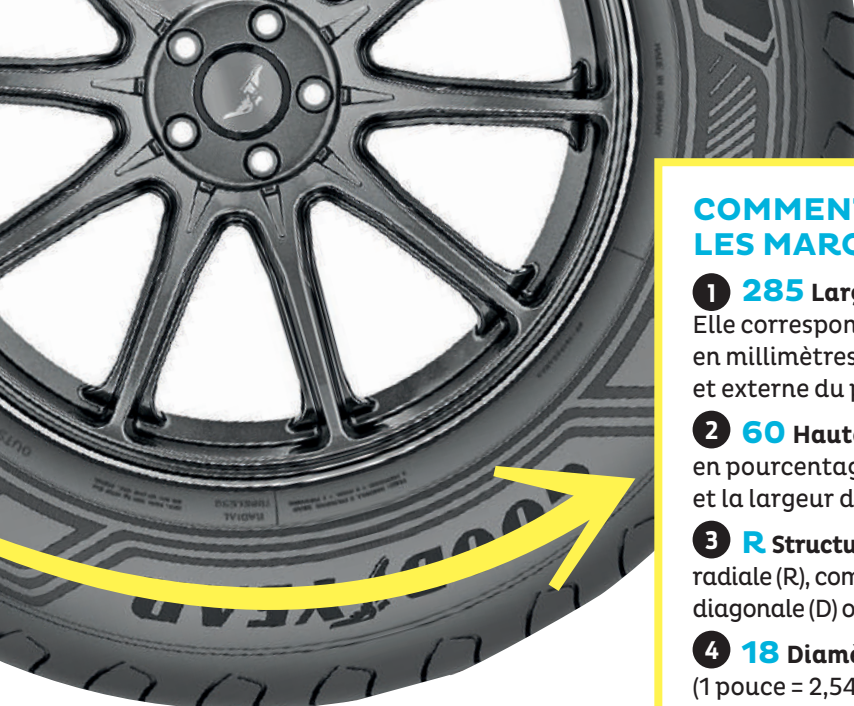 COMMENT
LES MARQ
1 285 Larg
Elle correspon
en millimètres
et externe du p
2 60 Haute
en pourcentag
et la largeur d
3 R Structu
radiale (R), com
diagonale (D) o
4 18 Diamè
(1 pouce = 2,54
GOODYEAR
RADIAL
TUBELESS